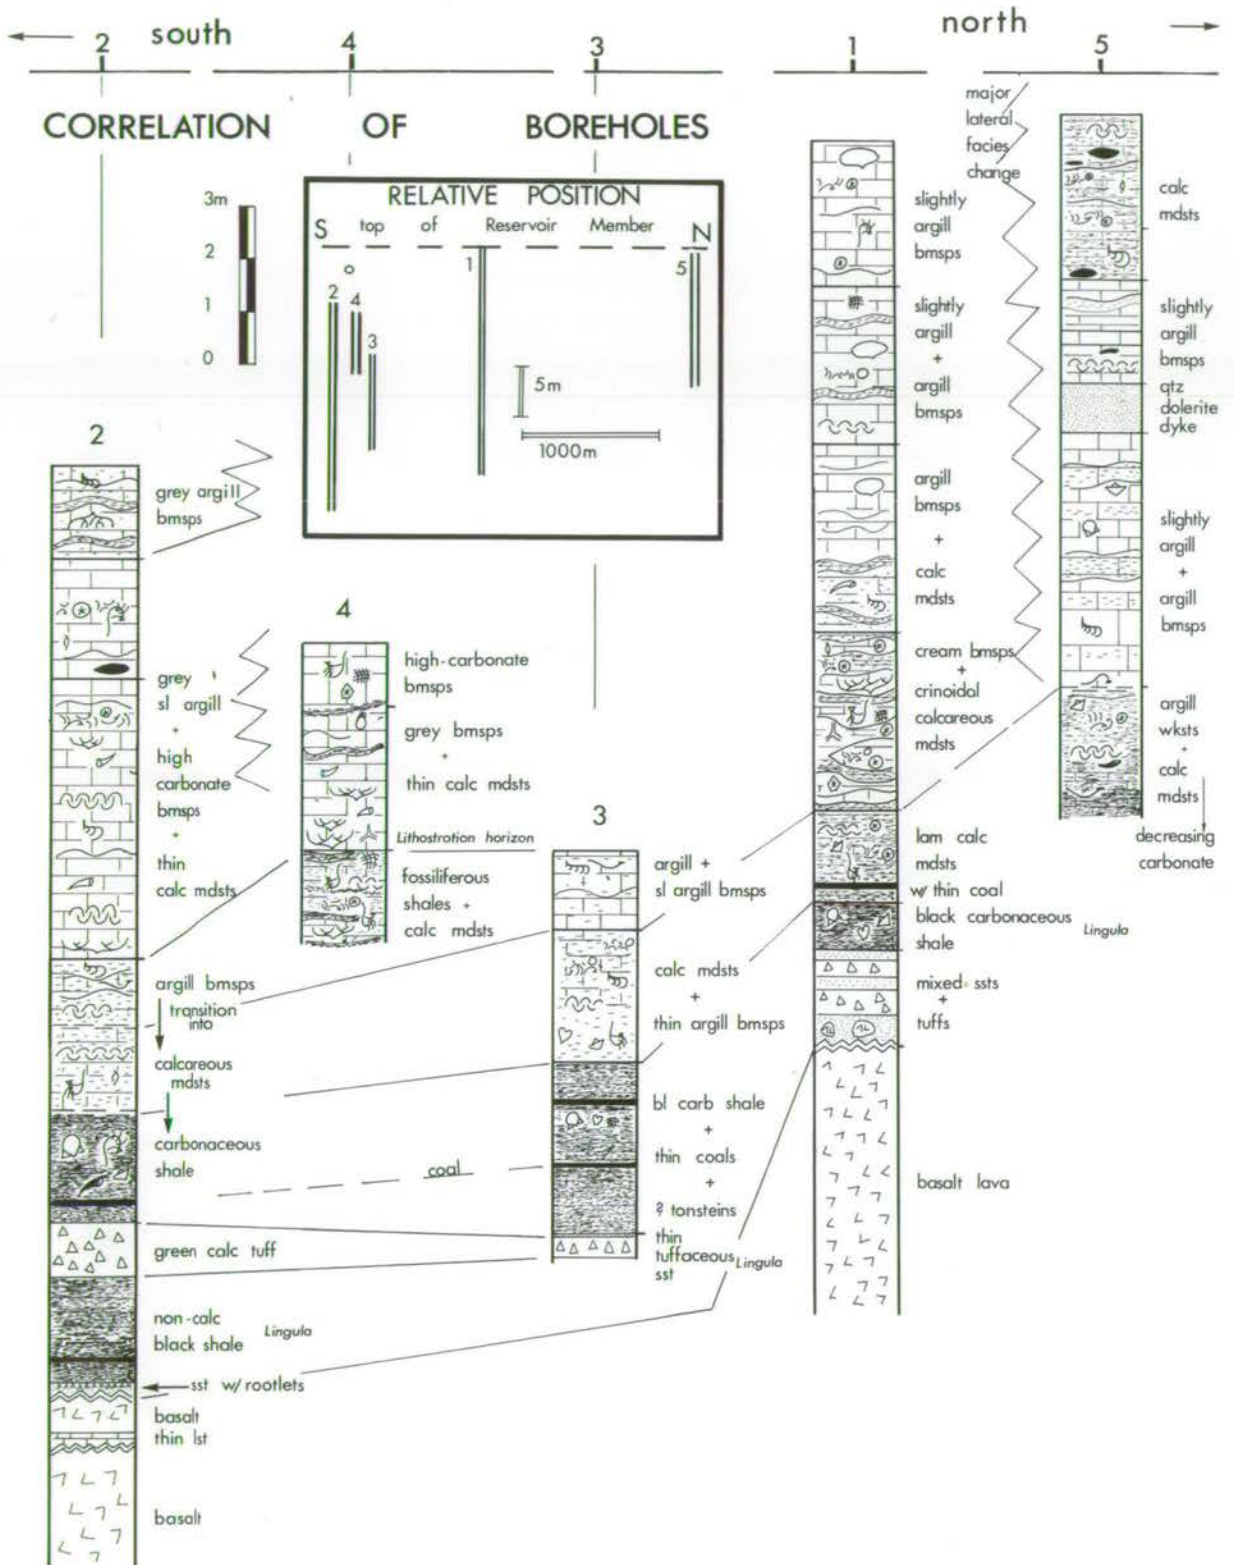 south
north
2
4
3
1
5
CORRELATION OF BOREHOLES
3m
2
1
0
RELATIVE POSITION
S top of Reservoir Member N
2
4
3
1
5
5m
1000m
2
grey argill
bmsps
grey
sl argill
+
high
carbonate
bmsps
+
thin
calc mdsts
argill bmsps
transition
into
calcareous
mdsts
carbonaceous
shale
green calc tuff
non-calc
black shale
Lingula
sst w/ rootlets
basalt
thin lst
basalt
4
high-carbonate
bmsps
grey bmsps
+
thin calc mdsts
Lithostrotion horizon
fossiliferous
shales +
calc mdsts
coal
3
argill +
sl argill bmsps
calc mdsts
+
thin argill bmsps
bl carb shale
+
thin coals
+
? tonsteins
thin
tuffaceous
sst
Lingula
slightly
argill
bmsps
slightly
argill
+
argill
bmsps
argill
bmsps
+
calc
mdsts
cream bmsps
+
crinoidal
calcareous
mdsts
lam calc
mdsts
w/ thin coal
black carbonaceous
shale
Lingula
mixed ssts
+
tuffs
basalt lava
major
lateral
facies
change
calc
mdsts
slightly
argill
bmsps
qtz
dolerite
dyke
slightly
argill
+
argill
bmsps
argill
wksts
+
calc
mdsts
decreasing
carbonate